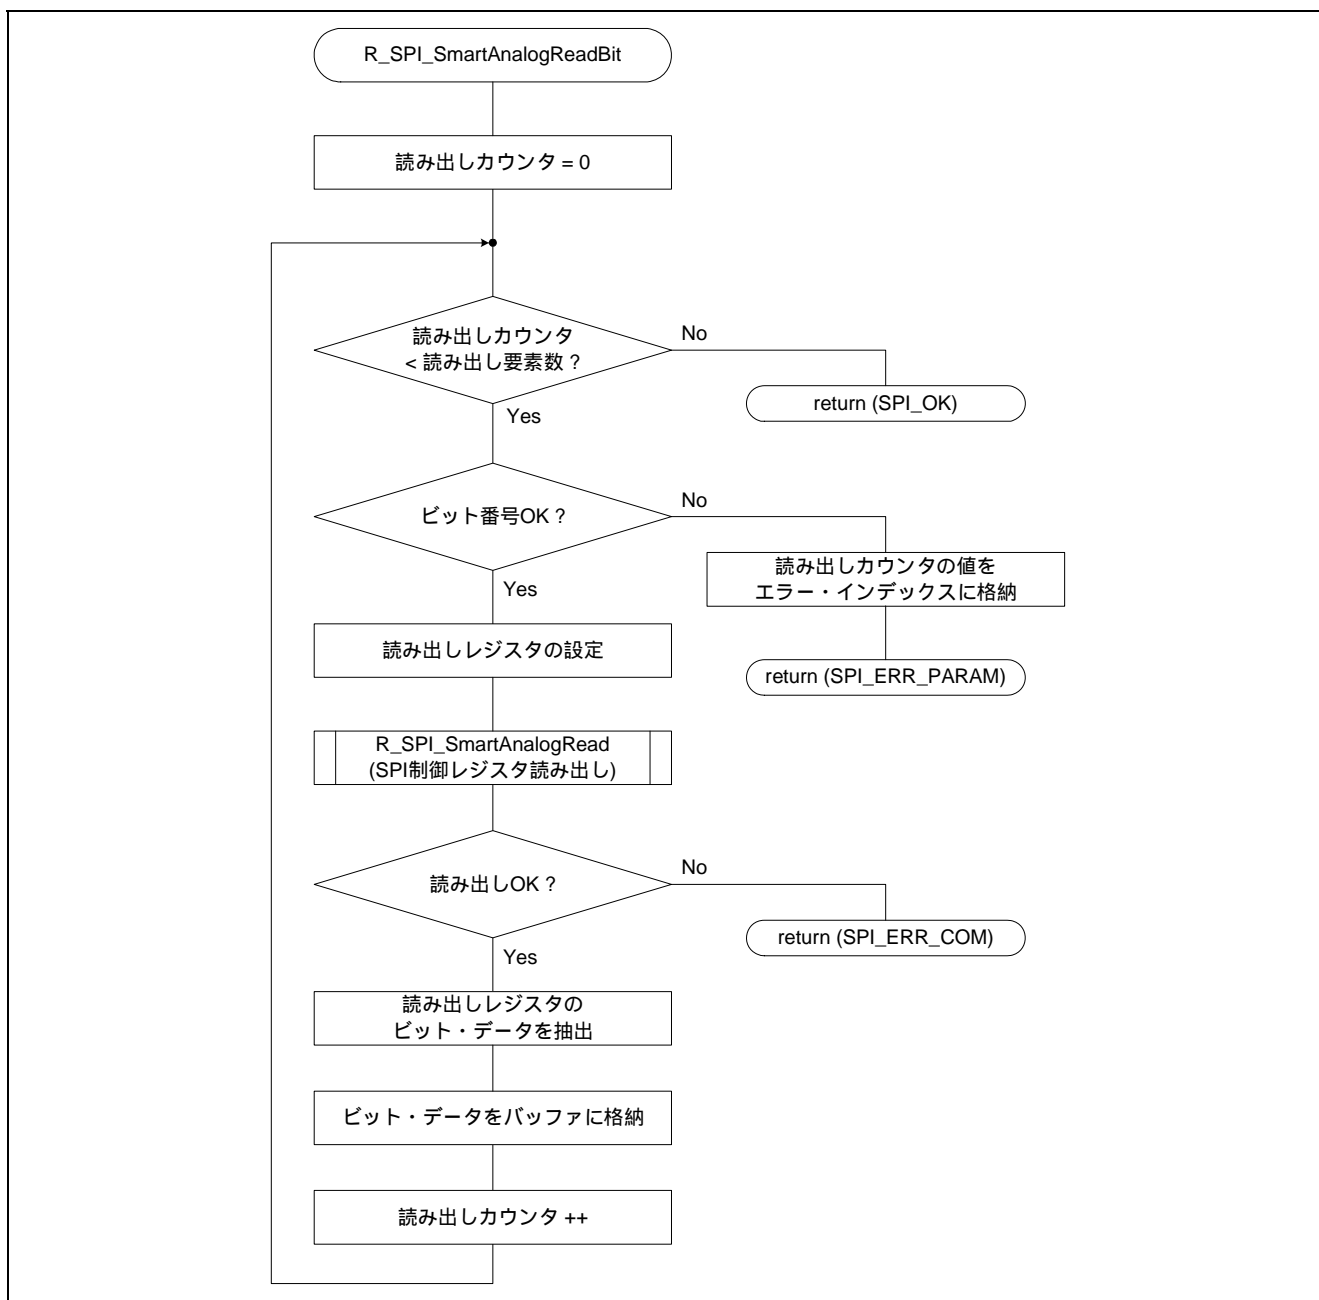 R_SPI_SmartAnalogReadBit
読み出しカウンタ = 0
読み出しカウンタ
< 読み出し要素数 ?
No
return (SPI_OK)
Yes
ビット番号OK ?
No
読み出しカウンタの値を
エラー・インデックスに格納
return (SPI_ERR_PARAM)
Yes
読み出しレジスタの設定
R_SPI_SmartAnalogRead
(SPI制御レジスタ読み出し)
読み出しOK ?
No
return (SPI_ERR_COM)
Yes
読み出しレジスタの
ビット・データを抽出
ビット・データをバッファに格納
読み出しカウンタ ++